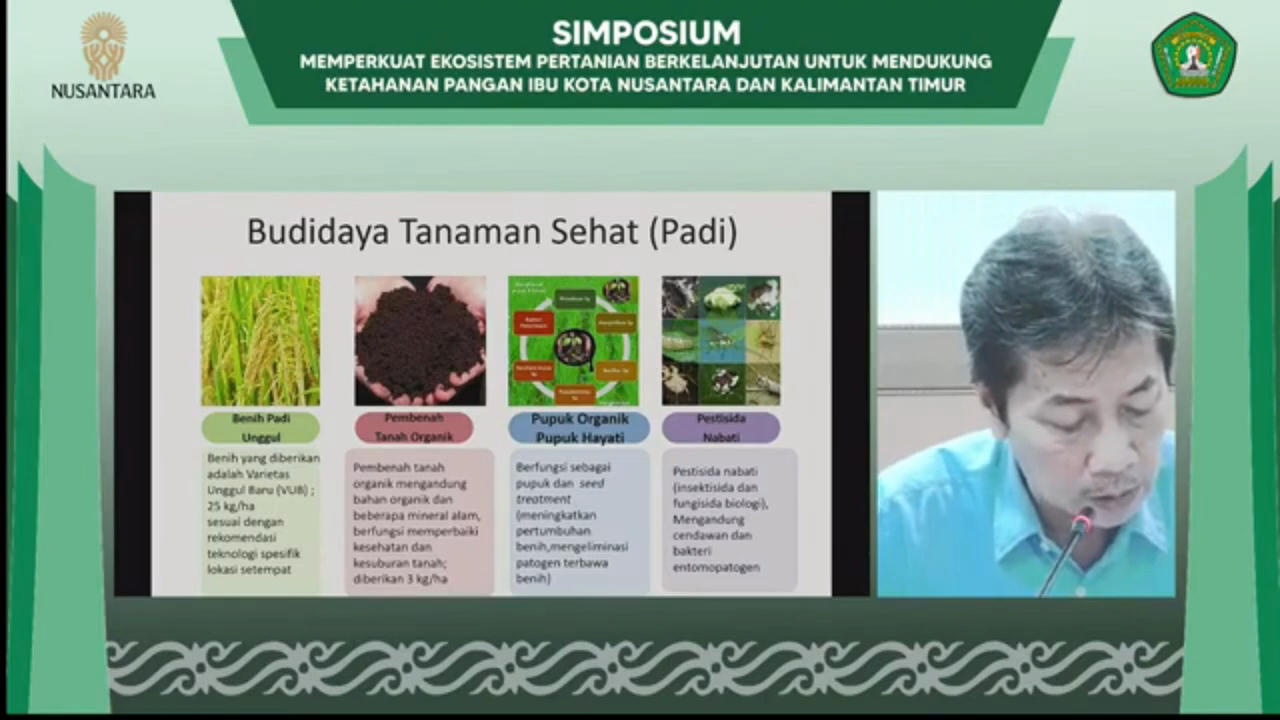 SIMPOSIUM
MEMPERKUAT EKOSISTEM PERTANIAN BERKELANJUTAN UNTUK MENDUKUNG
KETAHANAN PANGAN IBU KOTA NUSANTARA DAN KALIMANTAN TIMUR
NUSANTARA
Budidaya Tanaman Sehat (Padi)
Benih Padi
Unggul
Benih yang diberikan
adalah Varietas
Unggul Baru (VUB) ;
25 kg/ha
sesuai dengan
rekomendasi
teknologi spesifik
lokasi setempat
Pembenah
Tanah Organik
Pembenah tanah
organik mengandung
bahan organik dan
beberapa mineral alam,
berfungsi memperbaiki
kesehatan dan
kesuburan tanah;
diberikan 3 kg/ha
Pupuk Organik
Pupuk Hayati
Berfungsi sebagai
pupuk dan seed
treatment
(meningkatkan
pertumbuhan
benih,mengeliminasi
patogen terbawa
benih)
Pestisida
Nabati
Pestisida nabati
(insektisida dan
fungisida biologi),
Mengandung
cendawan dan
bakteri
entomopatogen